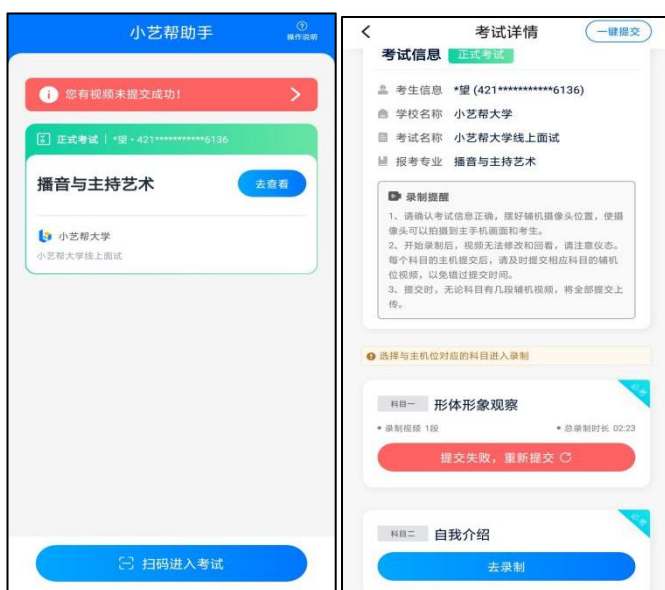 小艺帮助手
操作说明
您有视频未提交成功!
正式考试 | *望·421***********6136
播音与主持艺术
去查看
小艺帮大学
小艺帮大学线上面试
扫码进入考试
考试详情
一键提交
考试信息 正式考试
考生信息 *望 (421***********6136)
学校名称 小艺帮大学
考试名称 小艺帮大学线上面试
报考专业 播音与主持艺术
录制提醒
1、请确认考试信息正确，摆好辅机摄像头位置，使摄
像头可以拍摄到主手机画面和考生。
2、开始录制后，视频无法修改和回看，请注意仪态。
每个科目的主机提交后，请及时提交相应科目的辅机
位视频，以免错过提交时间。
3、提交时，无论科目有几段辅机视频，将全部提交上
传。
选择与主机位对应的科目进入录制
必考
科目一 形体形象观察
• 录制视频 1段 • 总录制时长 02:23
提交失败，重新提交
必考
科目二 自我介绍
去录制